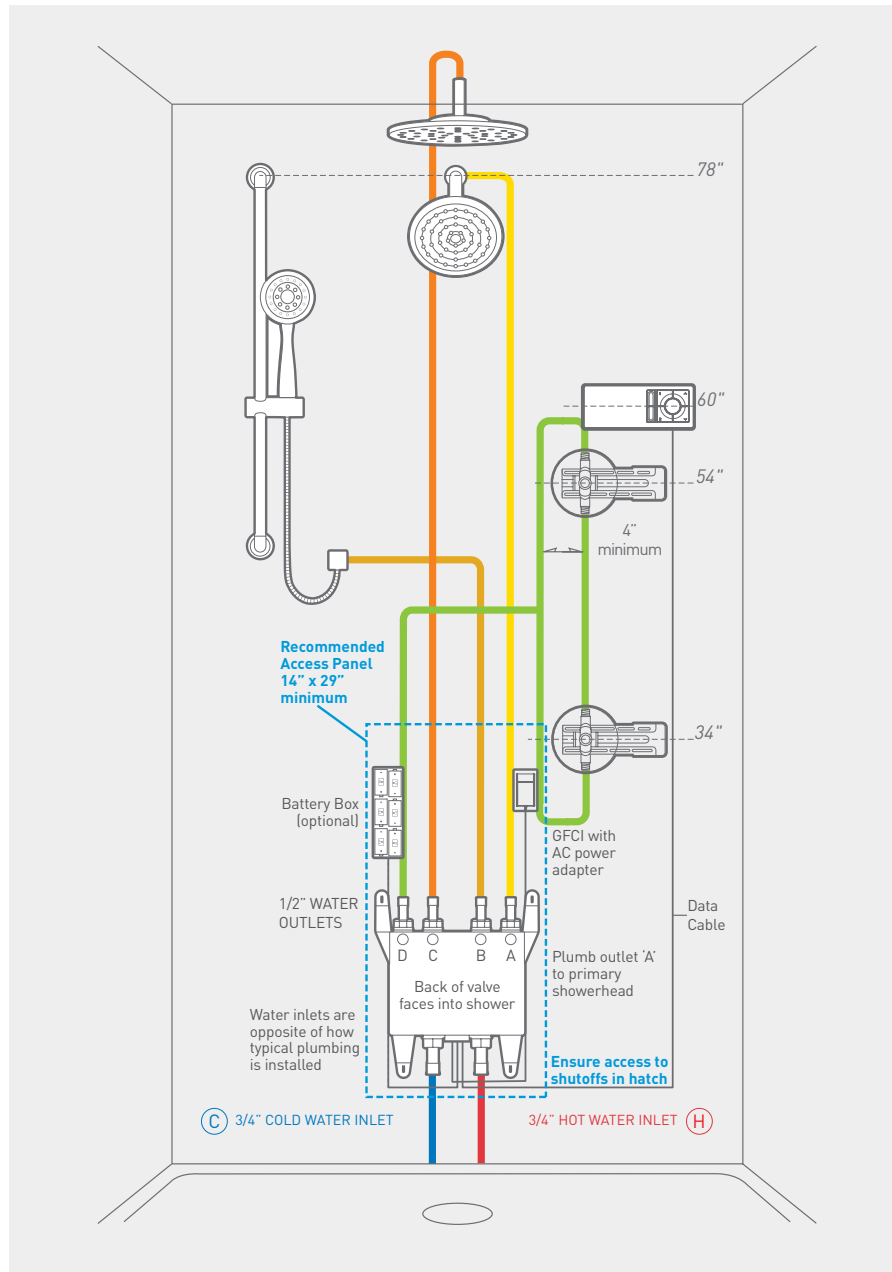 78"
60"
54"
4"
minimum
Recommended
Access Panel
14" x 29"
minimum
34"
Battery Box
(optional)
GFCI with
AC power
adapter
1/2" WATER
OUTLETS
Data
Cable
D C B A
Back of valve
faces into shower
Plumb outlet 'A'
to primary
showerhead
Water inlets are
opposite of how
typical plumbing
is installed
Ensure access to
shutoffs in hatch
C 3/4" COLD WATER INLET
3/4" HOT WATER INLET H